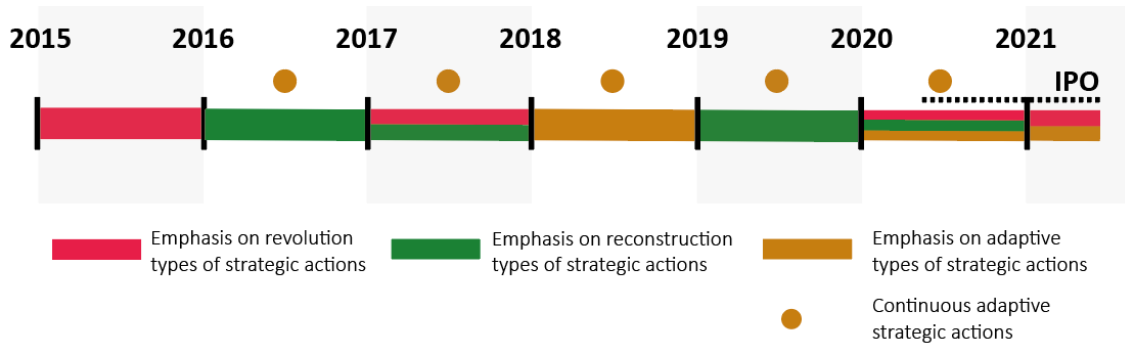 2015 2016 2017 2018 2019 2020 2021
IPO
Emphasis on revolution
types of strategic actions
Emphasis on reconstruction
types of strategic actions
Emphasis on adaptive
types of strategic actions
Continuous adaptive
strategic actions